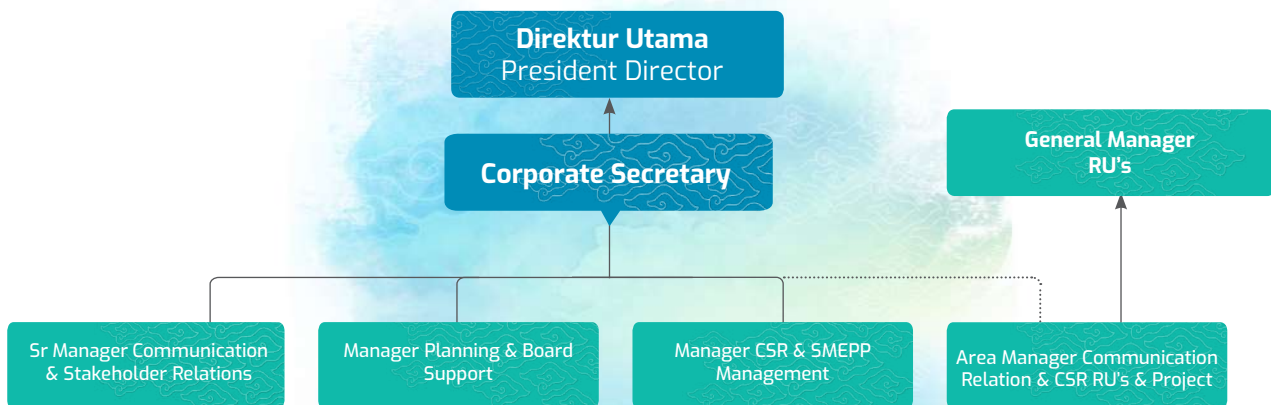 Direktur Utama
President Director
Corporate Secretary
General Manager
RU's
Sr Manager Communication
& Stakeholder Relations
Manager Planning & Board
Support
Manager CSR & SMEPP
Management
Area Manager Communication
Relation & CSR RU's & Project